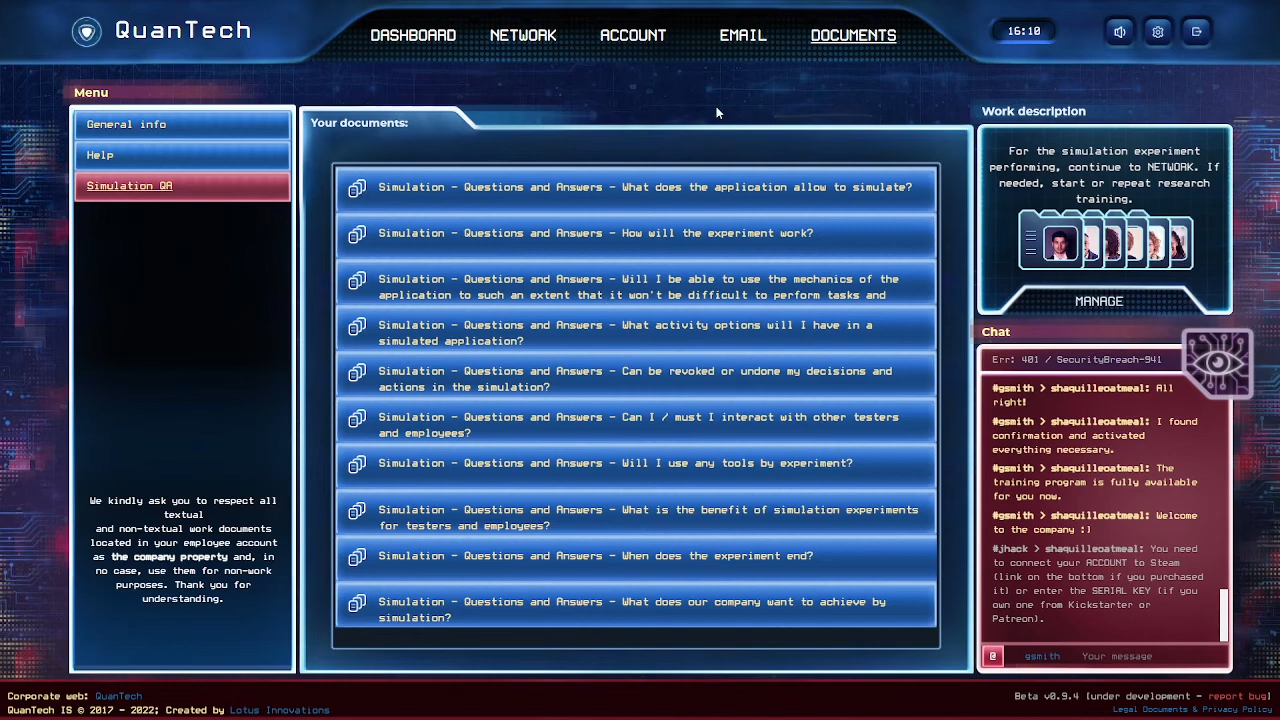 QuanTech
DASHBOARD
NETWORK
ACCOUNT
EMAIL
DOCUMENTS
16:10
Menu
General info
Help
Simulation QA
We kindly ask you to respect all
textual
and non-textual work documents
located in your employee account
as the company property and, in
no case, use them for non-work
purposes. Thank you for
understanding.
Your documents:
Simulation - Questions and Answers - What does the application allow to simulate?
Simulation - Questions and Answers - How will the experiment work?
Simulation - Questions and Answers - Will I be able to use the mechanics of the
application to such an extent that it won't be difficult to perform tasks and
Simulation - Questions and Answers - What activity options will I have in a
simulated application?
Simulation - Questions and Answers - Can be revoked or undone my decisions and
actions in the simulation?
Simulation - Questions and Answers - Can I / must I interact with other testers
and employees?
Simulation - Questions and Answers - Will I use any tools by experiment?
Simulation - Questions and Answers - What is the benefit of simulation experiments
for testers and employees?
Simulation - Questions and Answers - When does the experiment end?
Simulation - Questions and Answers - What does our company want to achieve by
simulation?
Work description
For the simulation experiment
performing, continue to NETWORK. If
needed, start or repeat research
training.
MANAGE
Chat
Err: 401 / SecurityBreach-941
#gsmith > shaquilleoatmeal: All
right!
#gsmith > shaquilleoatmeal: I found
confirmation and activated
everything necessary.
#gsmith > shaquilleoatmeal: The
training program is fully available
for you now.
#gsmith > shaquilleoatmeal: Welcome
to the company :]
#jhack > shaquilleoatmeal: You need
to connect your ACCOUNT to Steam
(link on the bottom if you purchased
it) or enter the SERIAL KEY (if you
own one from Kickstarter or
Patreon).
@ gsmith Your message
Corporate web: QuanTech
QuanTech IS © 2017 - 2022; Created by Lotus Innovations
Beta v0.9.4 [under development - report bug]
Legal Documents & Privacy Policy